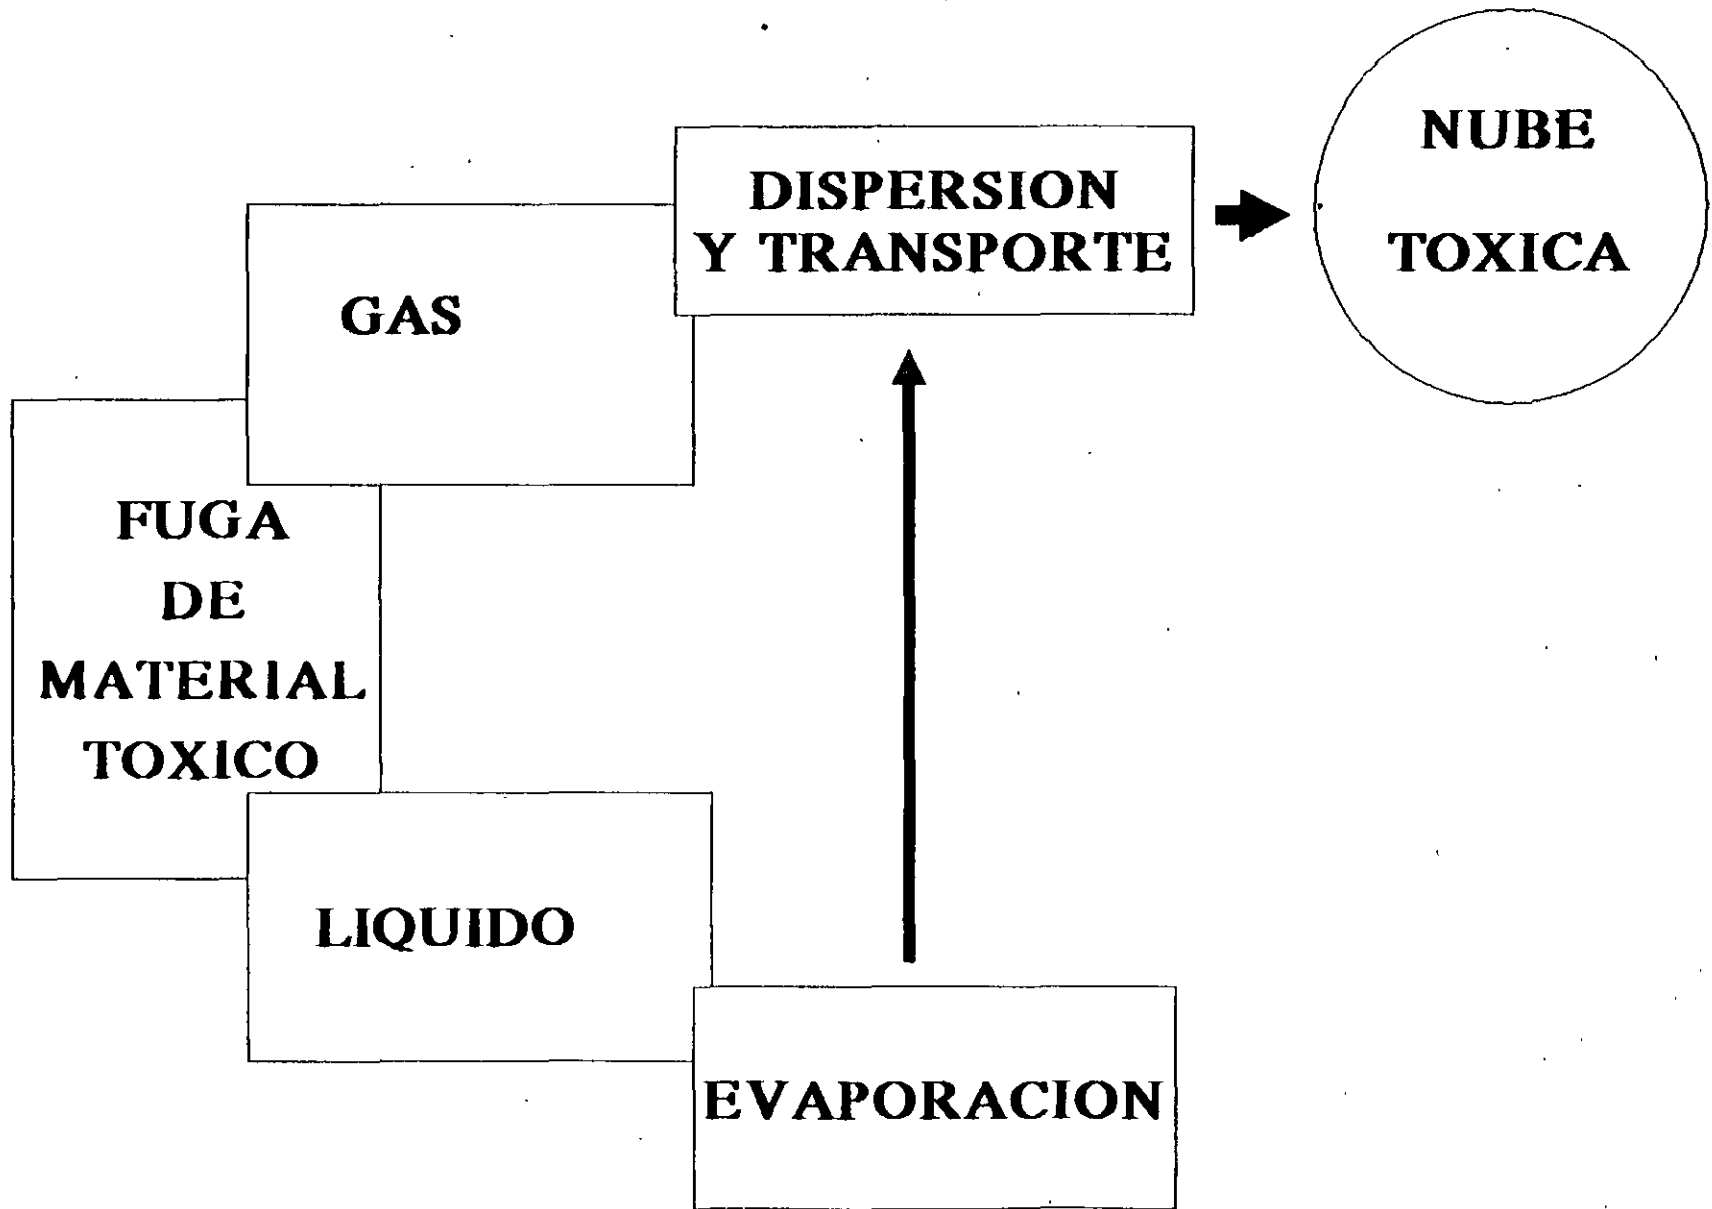 NUBE
TOXICA
DISPERSION
Y TRANSPORTE
GAS
FUGA
DE
MATERIAL
TOXICO
LIQUIDO
EVAPORACION